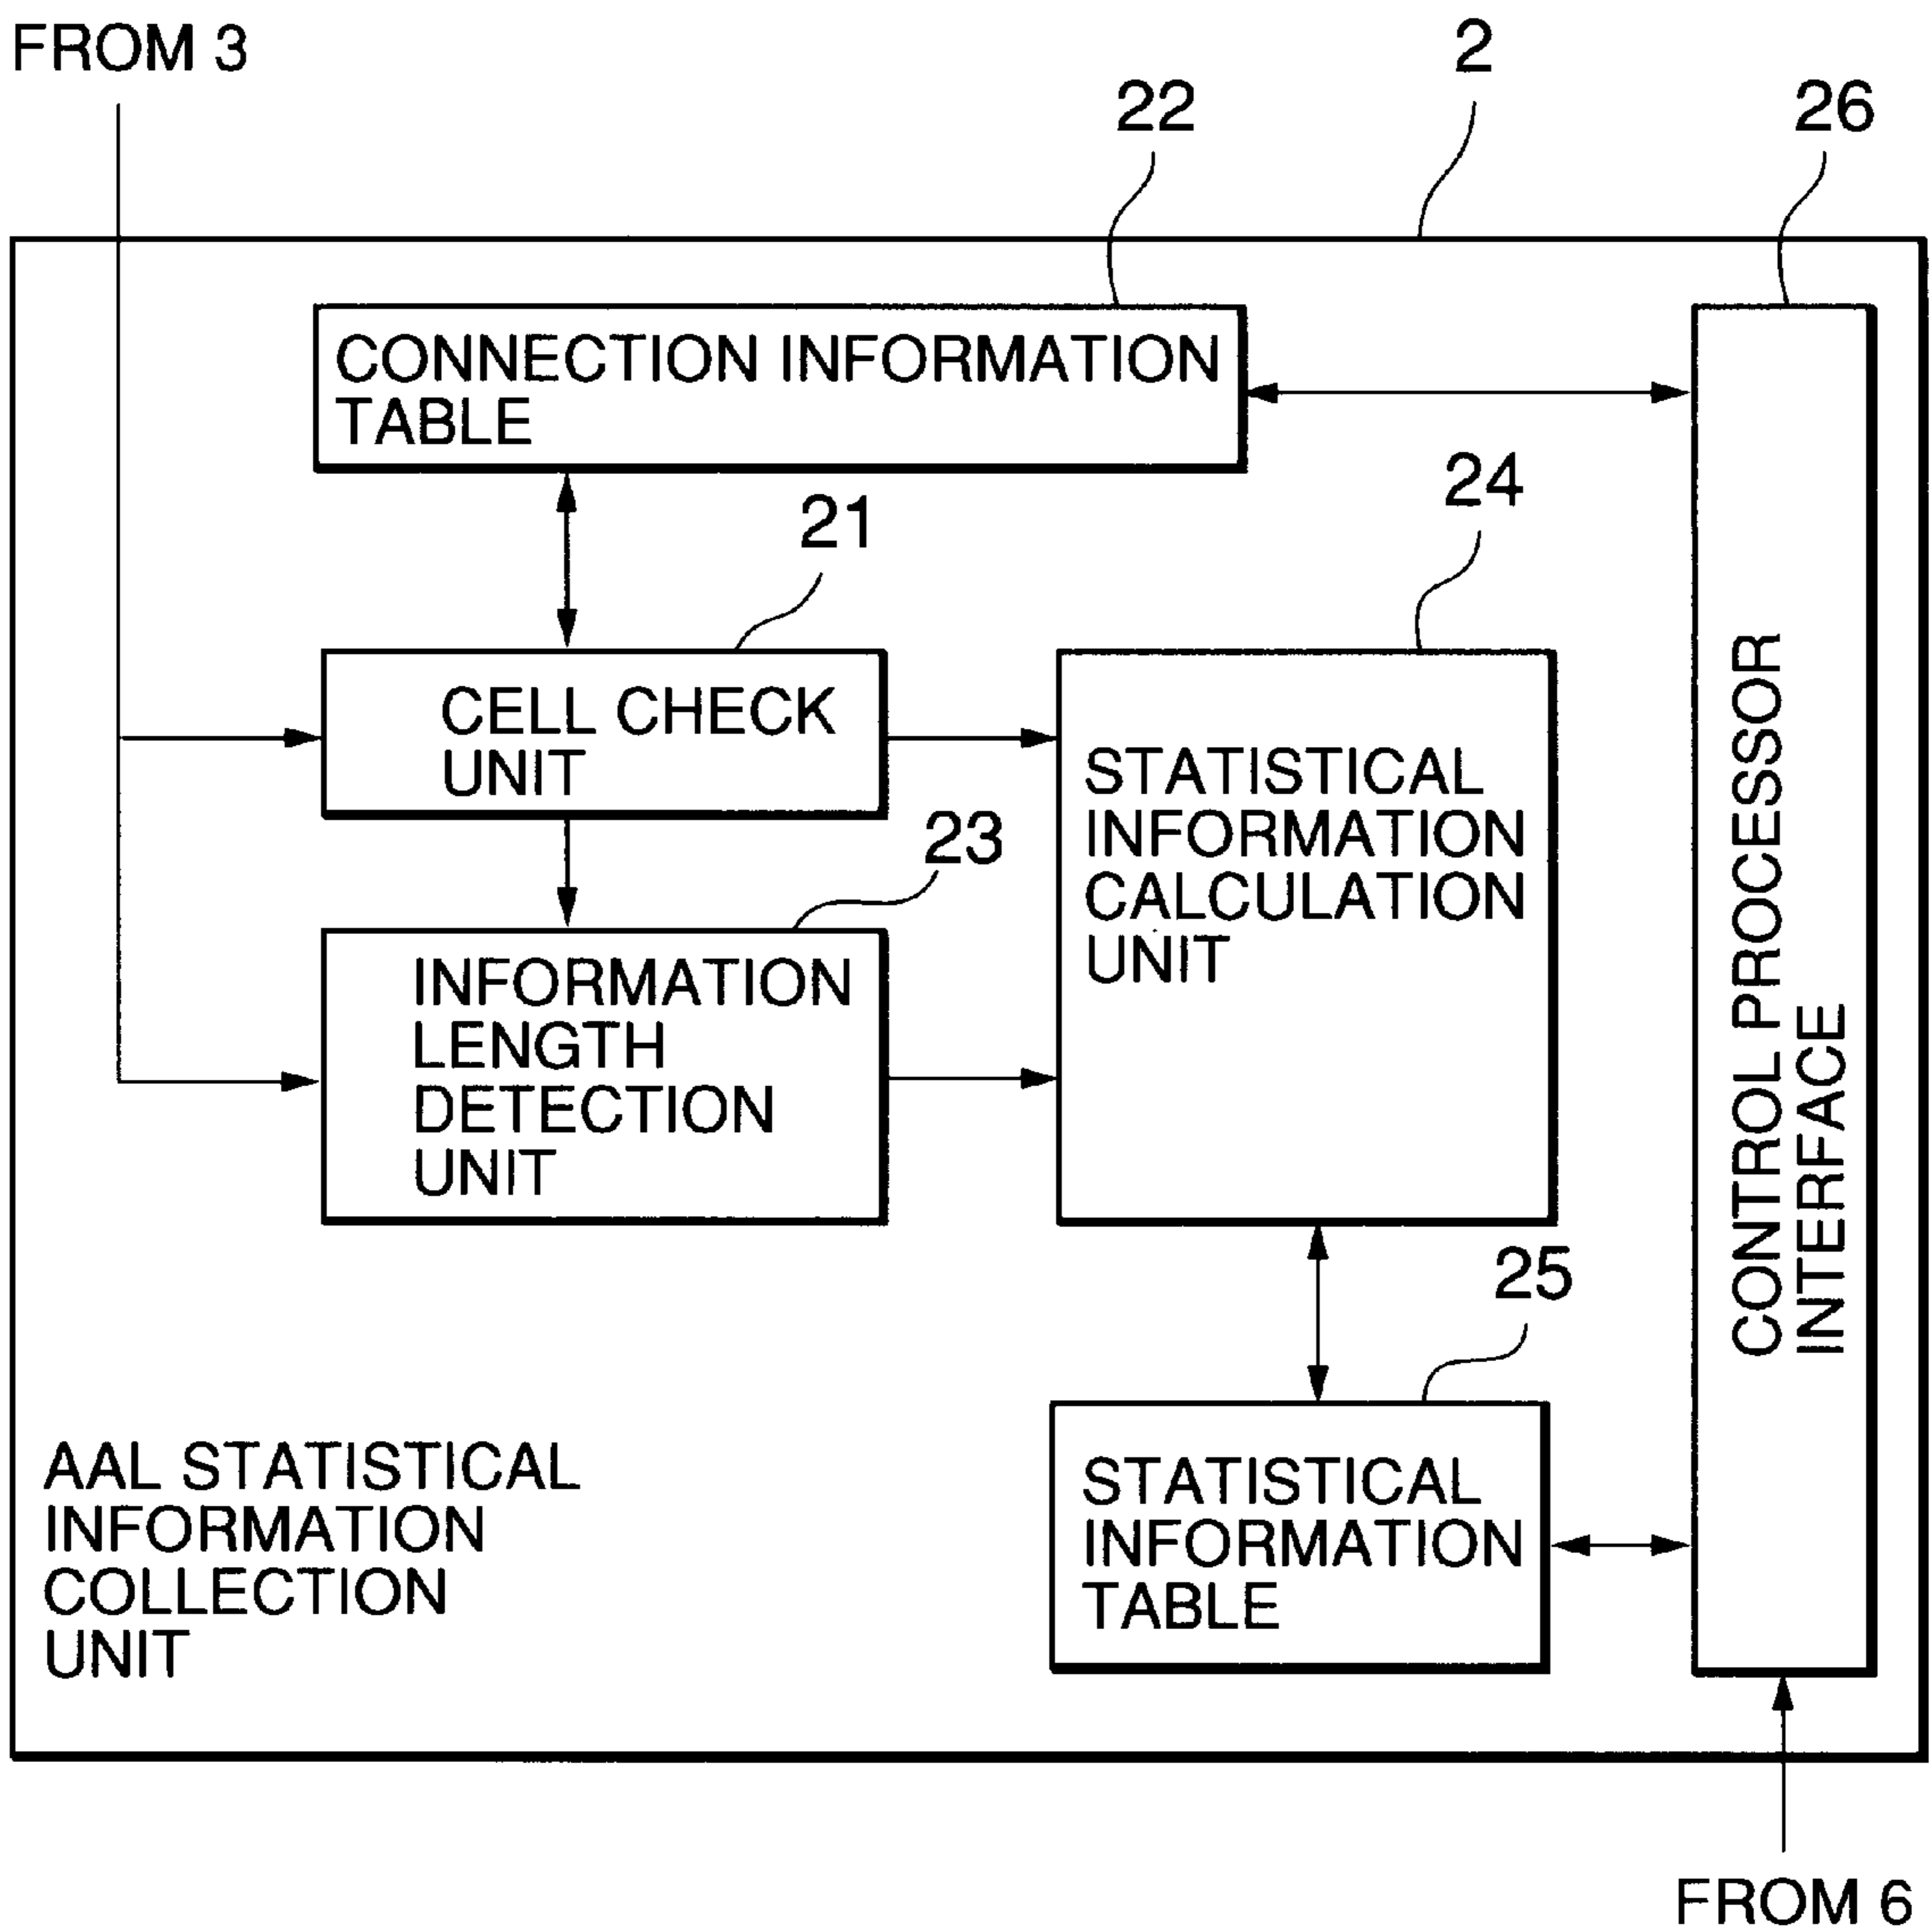 FROM 3
2
22
26
CONNECTION INFORMATION
TABLE
24
21
CELL CHECK
UNIT
STATISTICAL
INFORMATION
CALCULATION
UNIT
23
INFORMATION
LENGTH
DETECTION
UNIT
CONTROL PROCESSOR
INTERFACE
25
STATISTICAL
INFORMATION
TABLE
AAL STATISTICAL
INFORMATION
COLLECTION
UNIT
FROM 6